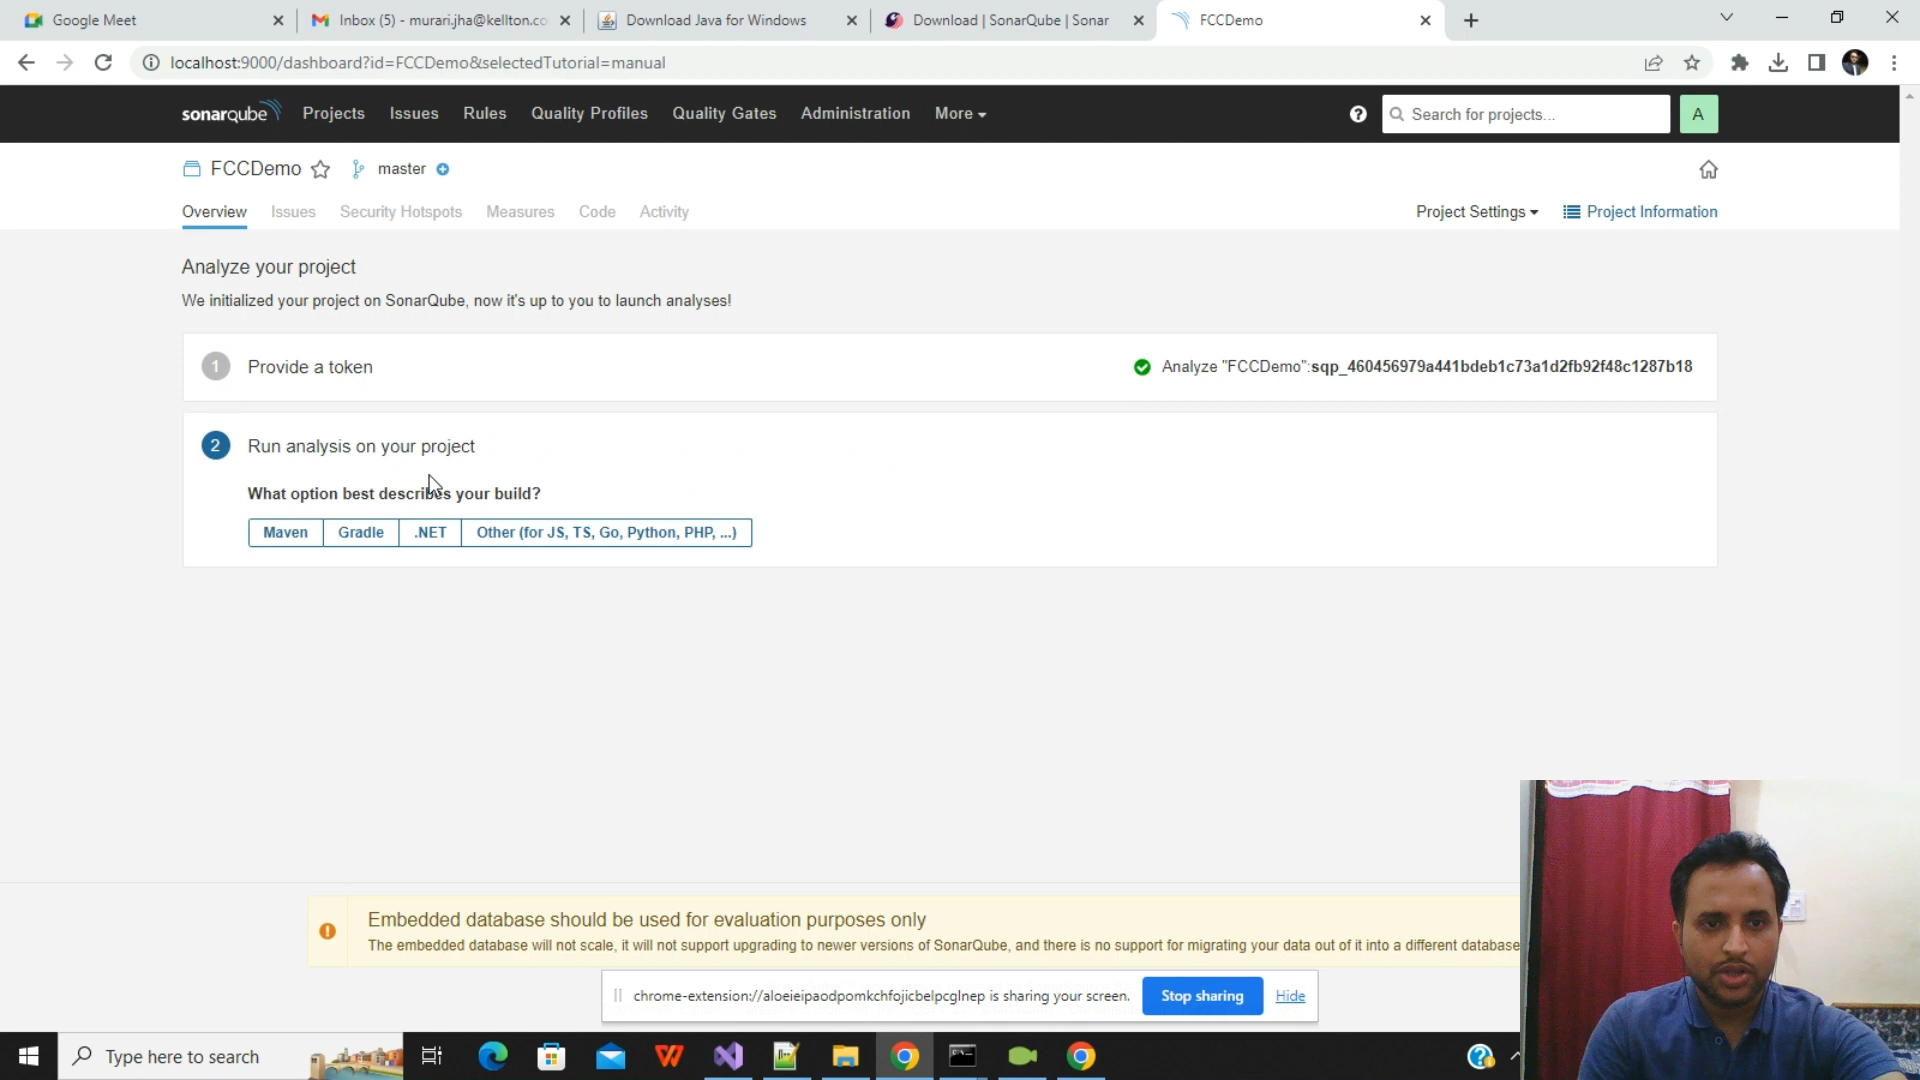 Google Meet
Inbox (5) - murari.jha@kellton.co
Download Java for Windows
Download | SonarQube | Sonar
FCCDemo
localhost:9000/dashboard?id=FCCDemo&selectedTutorial=manual
sonarqube Projects Issues Rules Quality Profiles Quality Gates Administration More
Search for projects...
A
FCCDemo master
Overview Issues Security Hotspots Measures Code Activity
Project Settings Project Information
Analyze your project
We initialized your project on SonarQube, now it's up to you to launch analyses!
1 Provide a token
Analyze "FCCDemo":sqp_460456979a441bdeb1c73a1d2fb92f48c1287b18
2 Run analysis on your project
What option best describes your build?
Maven Gradle .NET Other (for JS, TS, Go, Python, PHP, ...)
Embedded database should be used for evaluation purposes only
The embedded database will not scale, it will not support upgrading to newer versions of SonarQube, and there is no support for migrating your data out of it into a different database
chrome-extension://aloeieipaodpomkchfojicbelpcglnep is sharing your screen. Stop sharing Hide
Type here to search